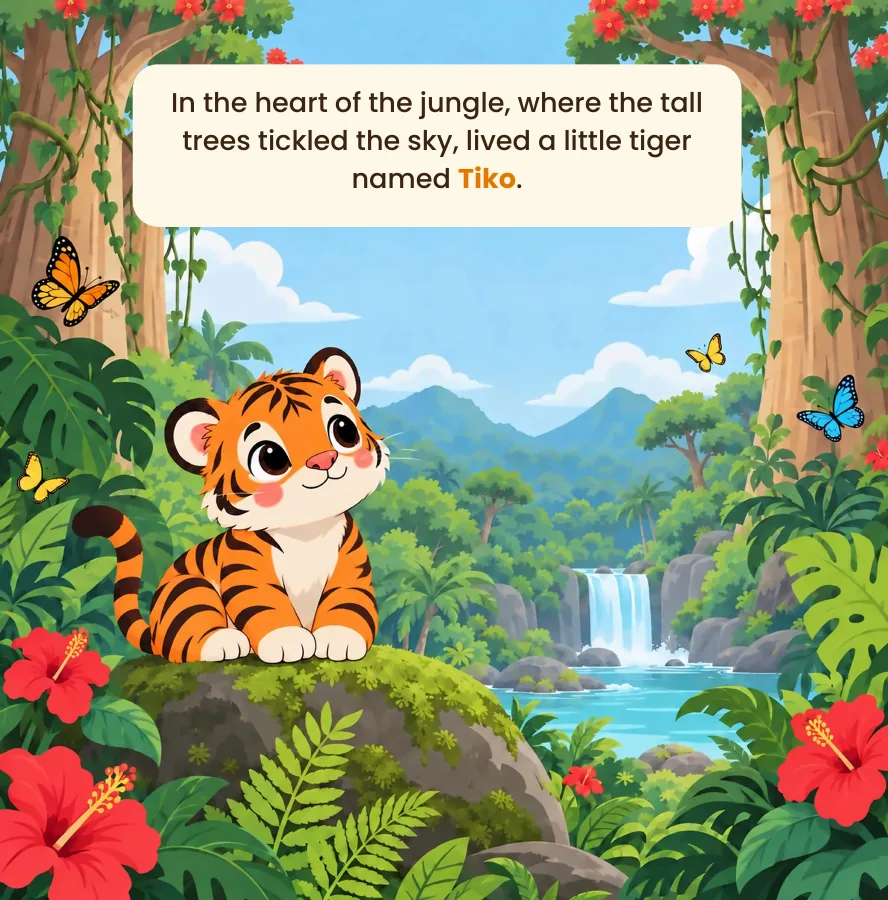 In the heart of the jungle, where the tall
trees tickled the sky, lived a little tiger
named Tiko.